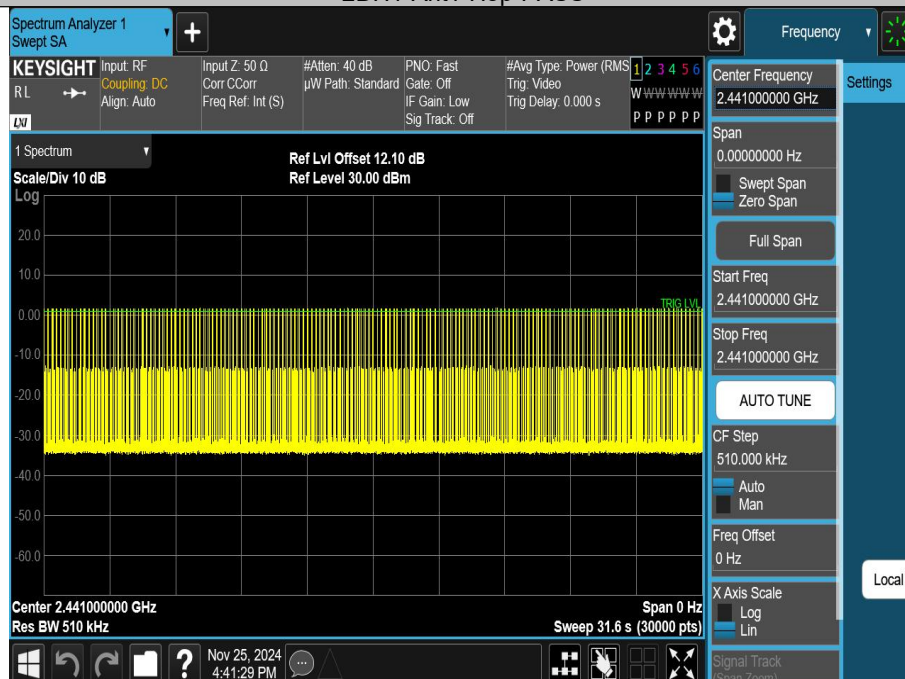 Spectrum Analyzer 1
Swept SA
+
Frequency
KEYSIGHT
RL
LXI
Input: RF
Coupling: DC
Align: Auto
Input Z: 50 Ω
Corr CCorr
Freq Ref: Int (S)
#Atten: 40 dB
µW Path: Standard
PNO: Fast
Gate: Off
IF Gain: Low
Sig Track: Off
#Avg Type: Power (RMS
Trig: Video
Trig Delay: 0.000 s
1 2 3 4 5 6
W W W W W W
P P P P P P
1 Spectrum
Scale/Div 10 dB
Log
Ref Lvl Offset 12.10 dB
Ref Level 30.00 dBm
20.0
10.0
0.00
-10.0
-20.0
-30.0
-40.0
-50.0
-60.0
TRIG LVL
Center 2.441000000 GHz
Res BW 510 kHz
Span 0 Hz
Sweep 31.6 s (30000 pts)
Center Frequency
2.441000000 GHz
Settings
Span
0.00000000 Hz
Swept Span
Zero Span
Full Span
Start Freq
2.441000000 GHz
Stop Freq
2.441000000 GHz
AUTO TUNE
CF Step
510.000 kHz
Auto
Man
Freq Offset
0 Hz
Local
X Axis Scale
Log
Lin
Signal Track
(Span Zoom)
?
Nov 25, 2024
4:41:29 PM